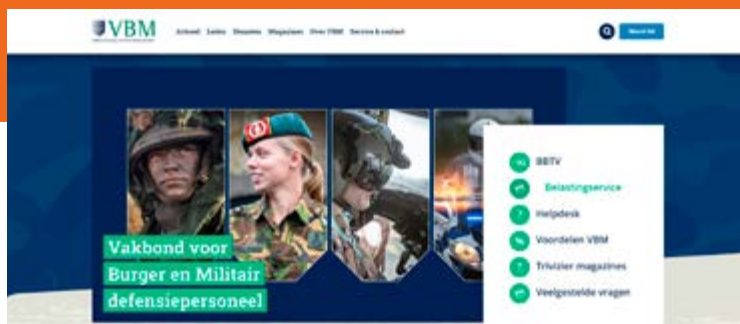 VBM
Actueel Leden Diensten Magazines Over VBM Service & contact
Word lid
BBTV
Belastingservice
Helpdesk
Voordelen VBM
Trivizier magazines
Veelgestelde vragen
Vakbond voor
Burger en Militair
defensiepersoneel